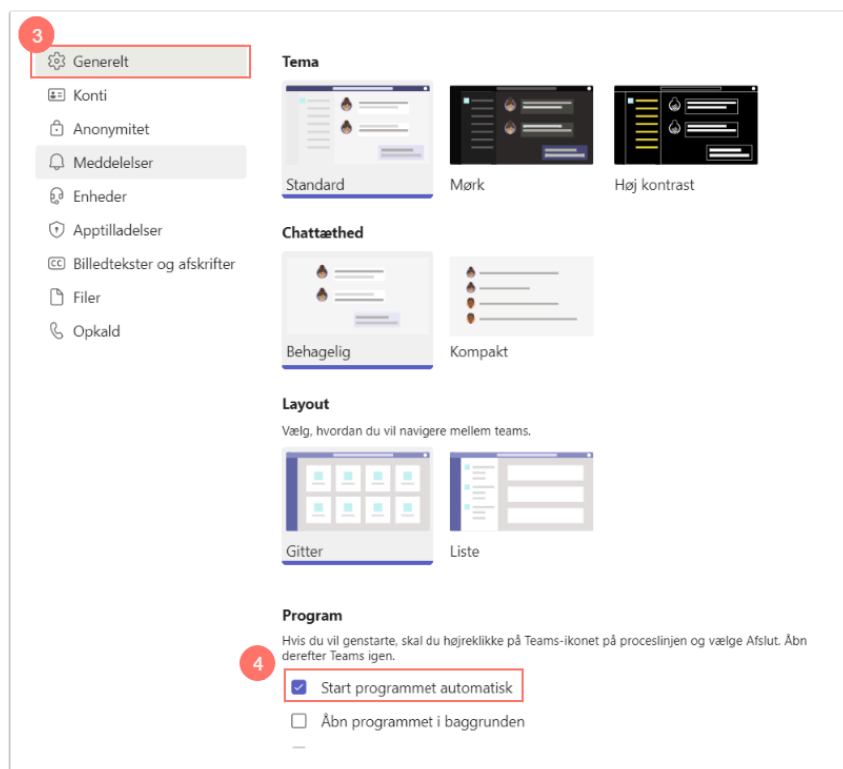 3
Generelt
Konti
Anonymitet
Meddelelser
Enheder
Apptilladelser
CC Billedtekster og afskrifter
Filer
Opkald
Tema
Standard
Mørk
Høj kontrast
Chattæthed
Behagelig
Kompakt
Layout
Vælg, hvordan du vil navigere mellem teams.
Gitter
Liste
Program
Hvis du vil genstarte, skal du højreklikke på Teams-ikonet på proceslinjen og vælge Afslut. Åbn
derefter Teams igen.
4
Start programmet automatisk
Åbn programmet i baggrunden